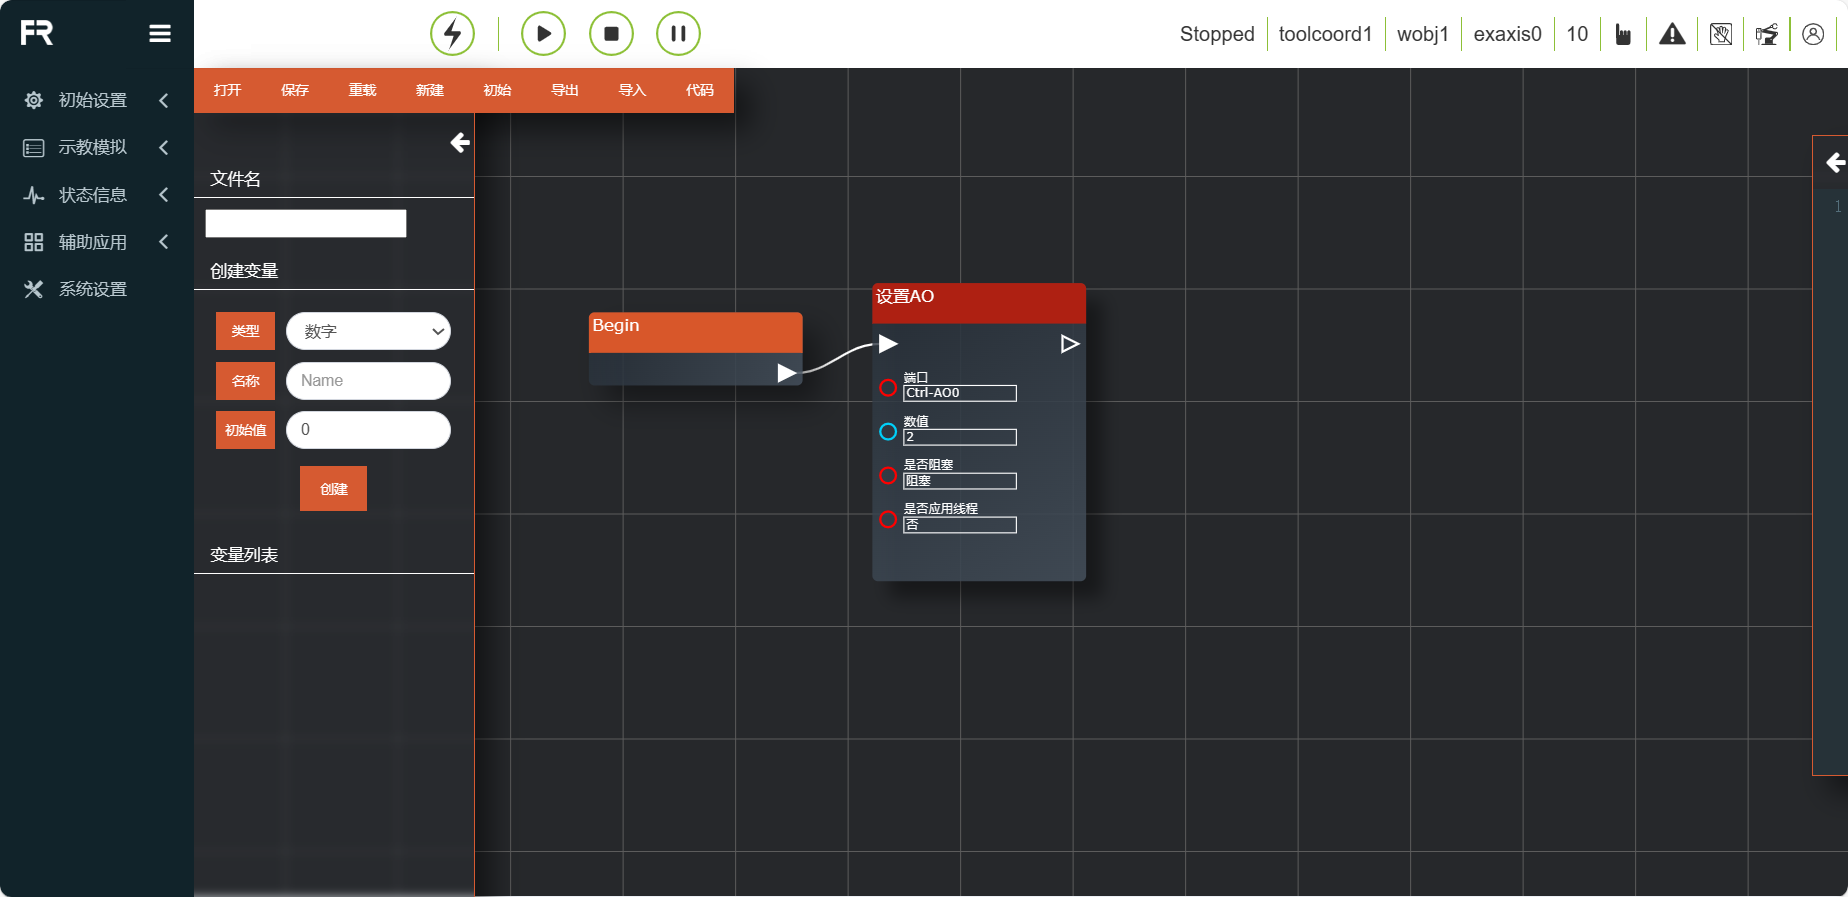 FR
Stopped
toolcoord1
wobj1
exaxis0
10
初始设置
示教模拟
状态信息
辅助应用
系统设置
打开
保存
重载
新建
初始
导出
导入
代码
文件名
创建变量
类型
数字
名称
Name
初始值
0
创建
变量列表
Begin
设置AO
端口
Ctrl-AO0
数值
2
是否阻塞
阻塞
是否应用线程
否
1